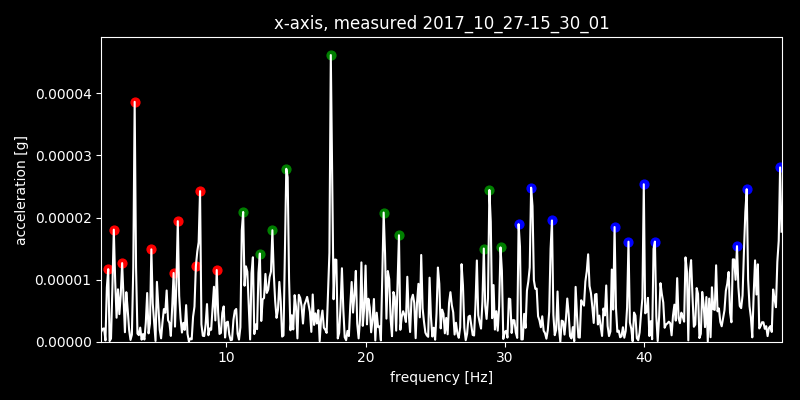 x-axis, measured 2017_10_27-15_30_01
0.00004
0.00003
0.00002
0.00001
0.00000
acceleration [g]
10 20 30 40
frequency [Hz]